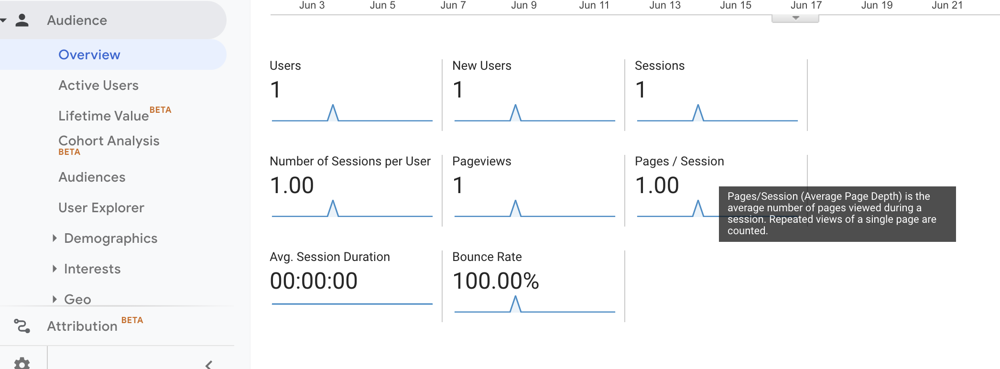 Jun 3 Jun 5 Jun 7 Jun 9 Jun 11 Jun 13 Jun 15 Jun 17 Jun 19 Jun 21
Audience
Overview
Active Users
Lifetime Value BETA
Cohort Analysis
BETA
Audiences
User Explorer
Demographics
Interests
Geo
Attribution BETA
Users
1
New Users
1
Sessions
1
Number of Sessions per User
1.00
Pageviews
1
Pages / Session
1.00
Pages/Session (Average Page Depth) is the
average number of pages viewed during a
session. Repeated views of a single page are
counted.
Avg. Session Duration
00:00:00
Bounce Rate
100.00%